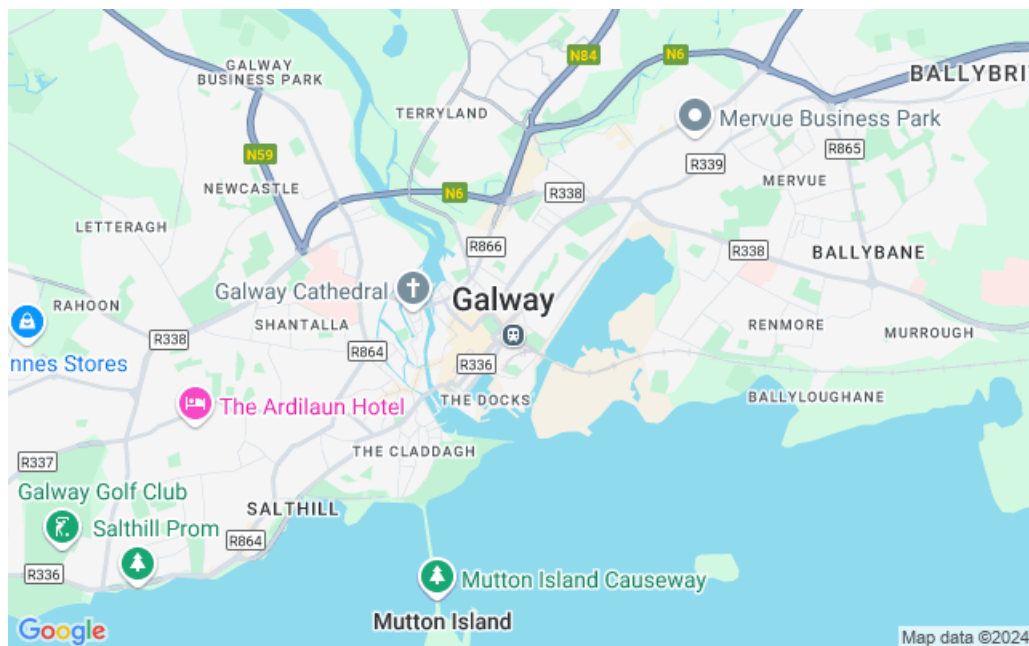 GALWAY
BUSINESS PARK
N84
N6
BALLYBRI
TERRYLAND
Mervue Business Park
R865
N59
R339
NEWCASTLE
N6
R338
MERVUE
LETTERAGH
R866
R338
BALLYBANE
Galway Cathedral
Galway
RAHOON
SHANTALLA
RENMORE
MURROUGH
R338
R864
R336
nnes Stores
The Ardilaun Hotel
THE DOCKS
BALLYLOUGHANE
THE CLADDAGH
R337
Galway Golf Club
SALTHILL
Salthill Prom
R864
R336
Mutton Island Causeway
Mutton Island
Google
Map data ©2024